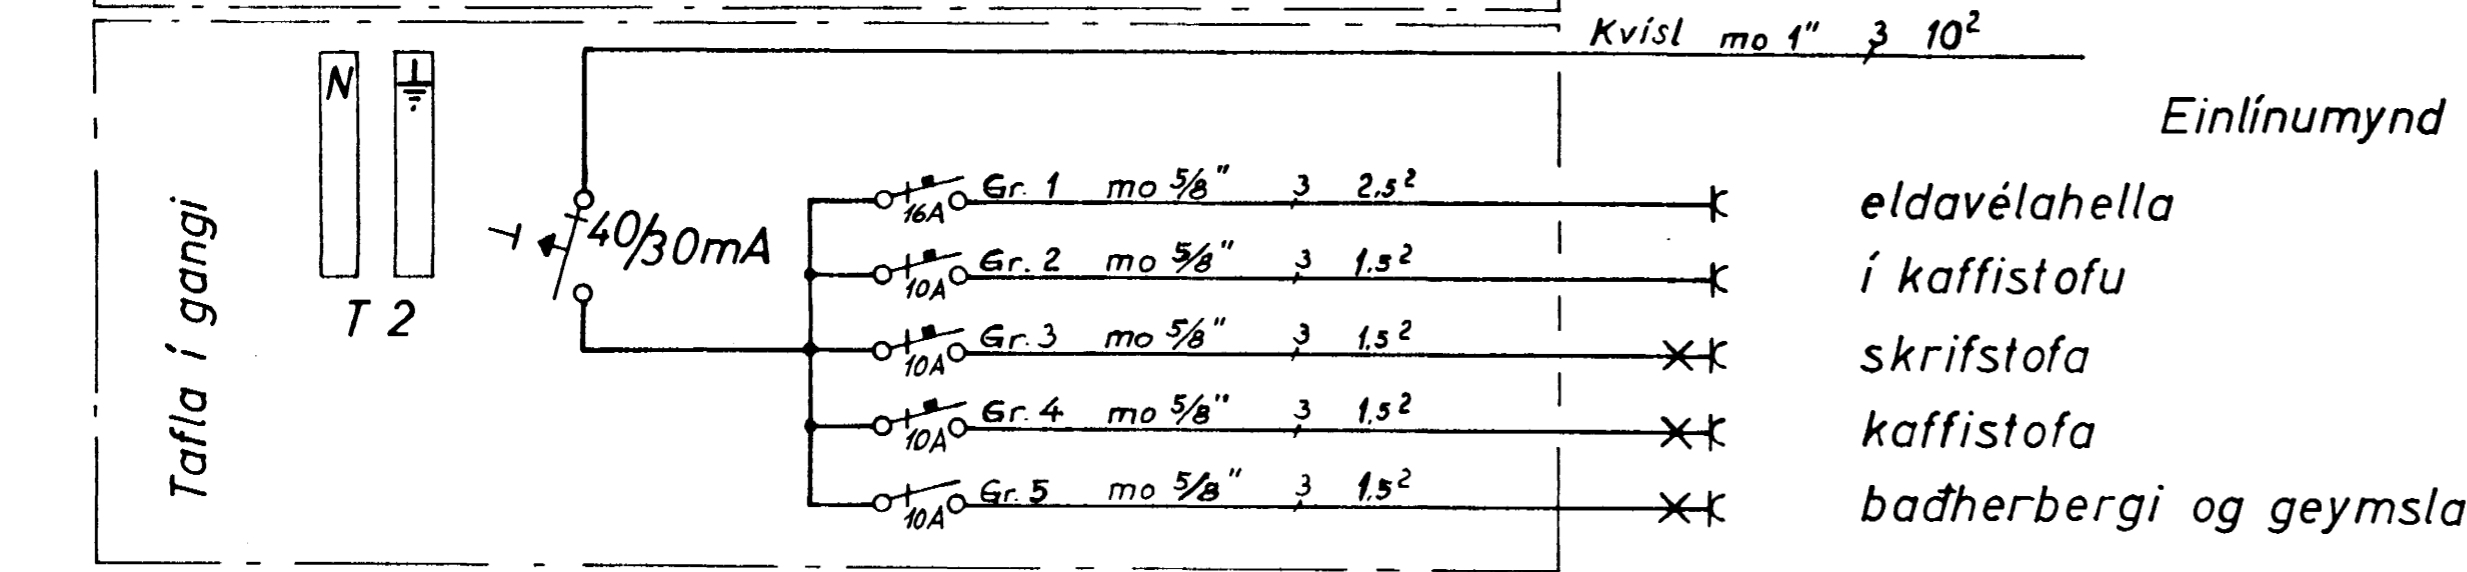 Kvísl mo 1" 3 10²
Einlínumynd
N
T 2
Tafla í gangi
40/30mA
16A Gr. 1 mo 5/8" 3 2.5² eldavélahella
10A Gr. 2 mo 5/8" 3 1.5² í kaffistofu
10A Gr. 3 mo 5/8" 3 1.5² skrifstofa
10A Gr. 4 mo 5/8" 3 1.5² kaffistofa
10A Gr. 5 mo 5/8" 3 1.5² baðherbergi og geymsla